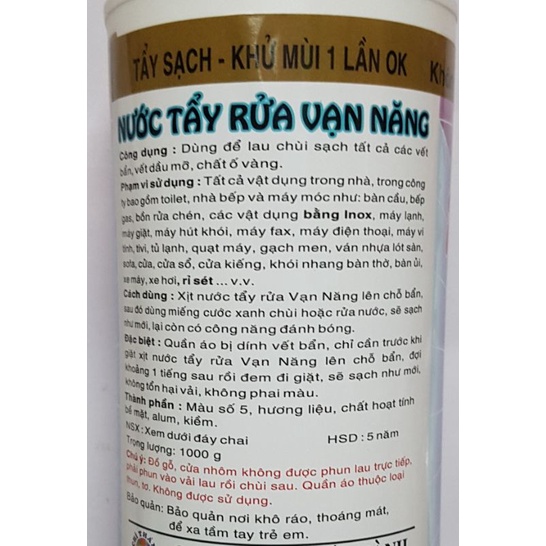 TẨY SẠCH - KHỬ MÙI 1 LẦN OK
NƯỚC TẨY RỬA VẠN NĂNG
Công dụng : Dùng để lau chùi sạch tất cả các vết
bẩn, vết dầu mỡ, chất ố vàng.
Phạm vi sử dụng : Tất cả vật dụng trong nhà, trong công
ty bao gồm toilet, nhà bếp và máy móc như: bàn cầu, bếp
gas, bồn rửa chén, các vật dụng bằng Inox, máy lạnh,
máy giặt, máy hút khói, máy fax, máy điện thoại, máy vi
tính, tivi, tủ lạnh, quạt máy, gạch men, ván nhựa lót sàn,
sofa, cửa, cửa sổ, cửa kiếng, khói nhang bàn thờ, bàn ủi,
xe máy, xe hơi, rỉ sét ... v.v.
Cách dùng : Xịt nước tẩy rửa Vạn Năng lên chỗ bẩn,
sau đó dùng miếng cước xanh chùi hoặc rửa nước, sẽ sạch
như mới, lại còn có công năng đánh bóng.
Đặc biệt : Quần áo bị dính vết bẩn, chỉ cần trước khi
giặt xịt nước tẩy rửa Vạn Năng lên chỗ bẩn, đợi
khoảng 1 tiếng sau rồi đem đi giặt, sẽ sạch như mới,
không tổn hại vải, không phai màu.
Thành phần : Màu số 5, hương liệu, chất hoạt tính
bề mặt, alum, kiềm.
NSX: Xem dưới đáy chai HSD: 5 năm
Trọng lượng: 1000 g
Chú ý: Đồ gỗ, cửa nhôm không được phun lau trực tiếp,
phải phun vào vải lau rồi chùi sau. Quần áo thuộc loại
thun, tơ. Không được sử dụng.
Bảo quản: Bảo quản nơi khô ráo, thoáng mát,
để xa tầm tay trẻ em.